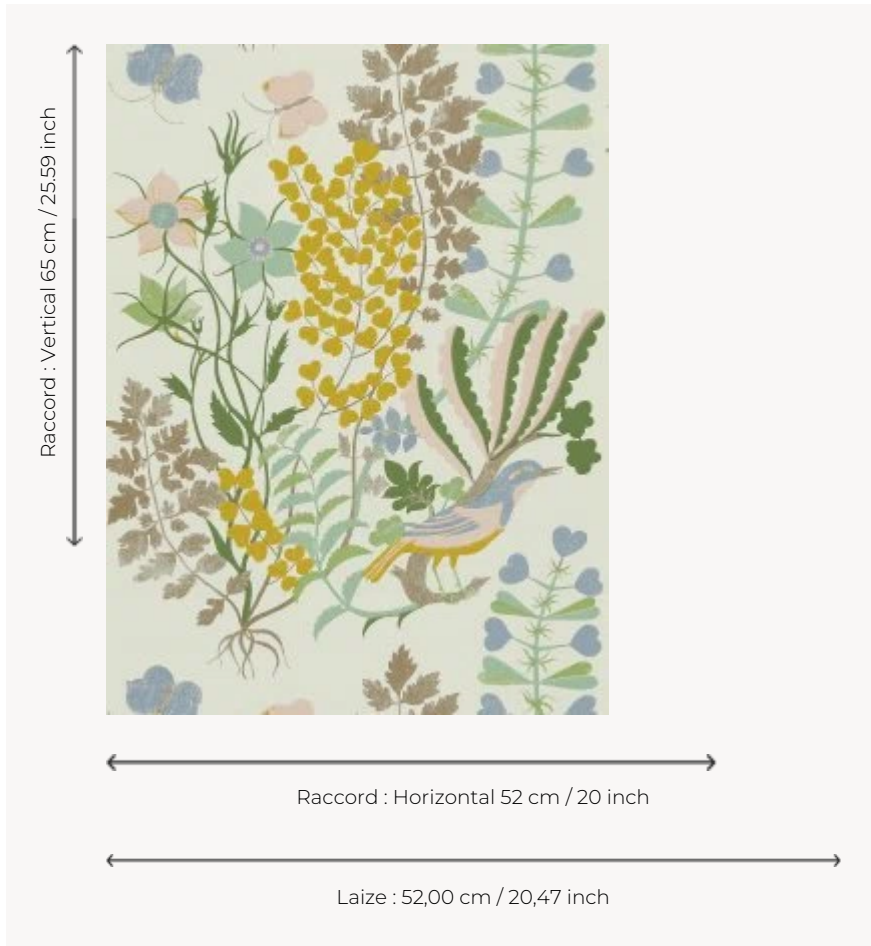 Raccord : Vertical 65 cm / 25.59 inch
Raccord : Horizontal 52 cm / 20 inch
Laize : 52,00 cm / 20,47 inch